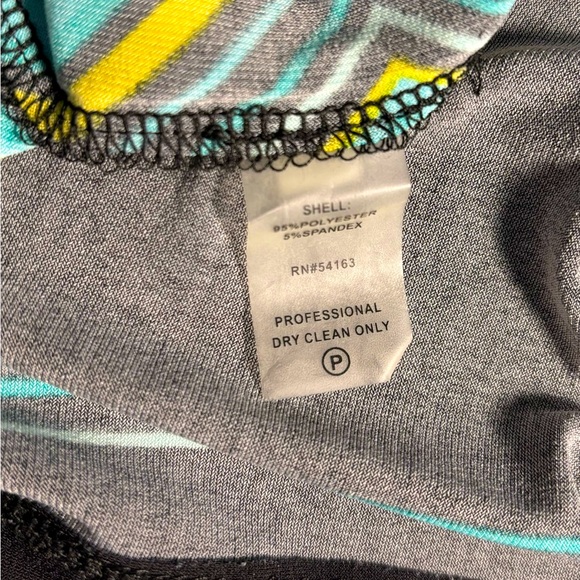 SHELL:
95%POLYESTER
5%SPANDEX
RN#54163
PROFESSIONAL
DRY CLEAN ONLY
P